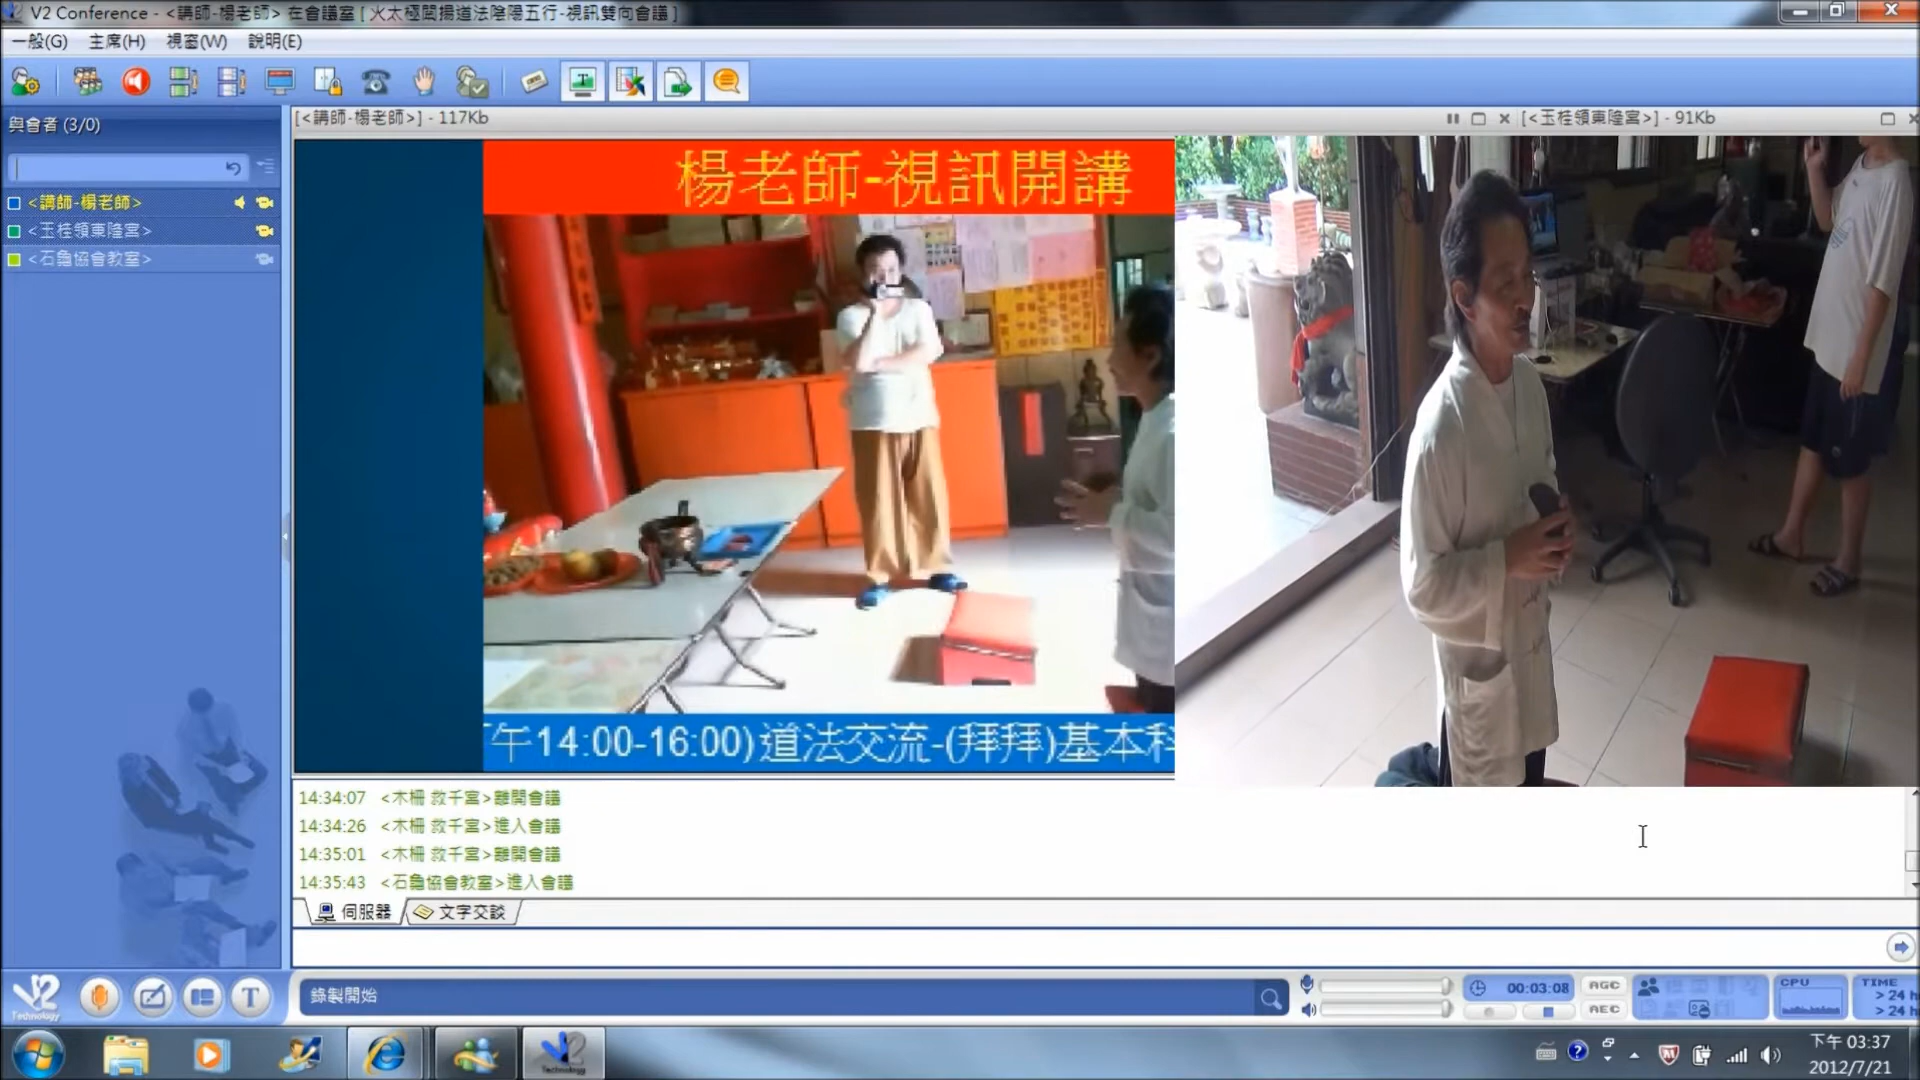 V2 Conference - <講師-楊老師> 在會議室 [ 火太極闆揚道法陰陽五行-視訊雙向會議 ]
一般(G) 主席(H) 視窗(W) 說明(E)
與會者 (3/0)
[<講師-楊老師>] - 117Kb
[<玉桂領東隆宮>] - 91Kb
<講師-楊老師>
<玉桂領東隆宮>
<石龜協會教室>
楊老師-視訊開講
午14:00-16:00)道法交流-(拜拜)基本科
14:34:07 <木柵 救千宮>離開會議
14:34:26 <木柵 救千宮>進入會議
14:35:01 <木柵 救千宮>離開會議
14:35:43 <石龜協會教室>進入會議
伺服器 文字交談
錄製開始
00:03:08
AGC
AEC
CPU
TIME
> 24 h
> 24 h
V2
Technology
T
下午 03:37
2012/7/21